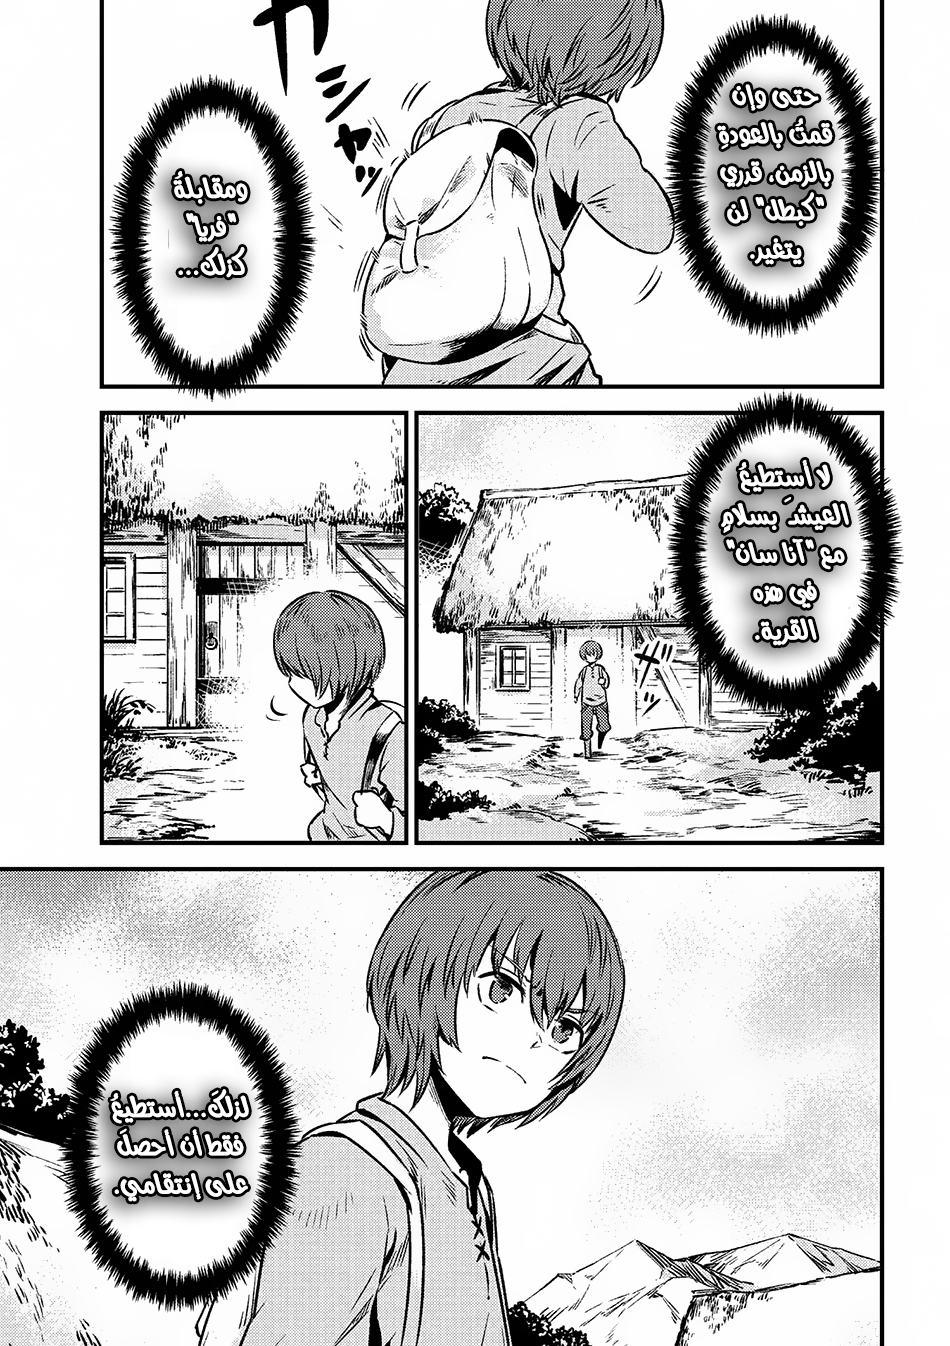 حتى وإن
قمتُ بالعودةِ
بالزمن، قدري
"كبطل" لن
يتغير.
ومقابلةُ
"فريا"
كذلك...
ガ
シャ
لا أستطيعُ
العيشَ بسلامٍ
مع "آنا سان"
في هذه
القرية.
ザッ
لذلكَ...أستطيعُ
فقط أن أحصلَ
على إنتقامي.